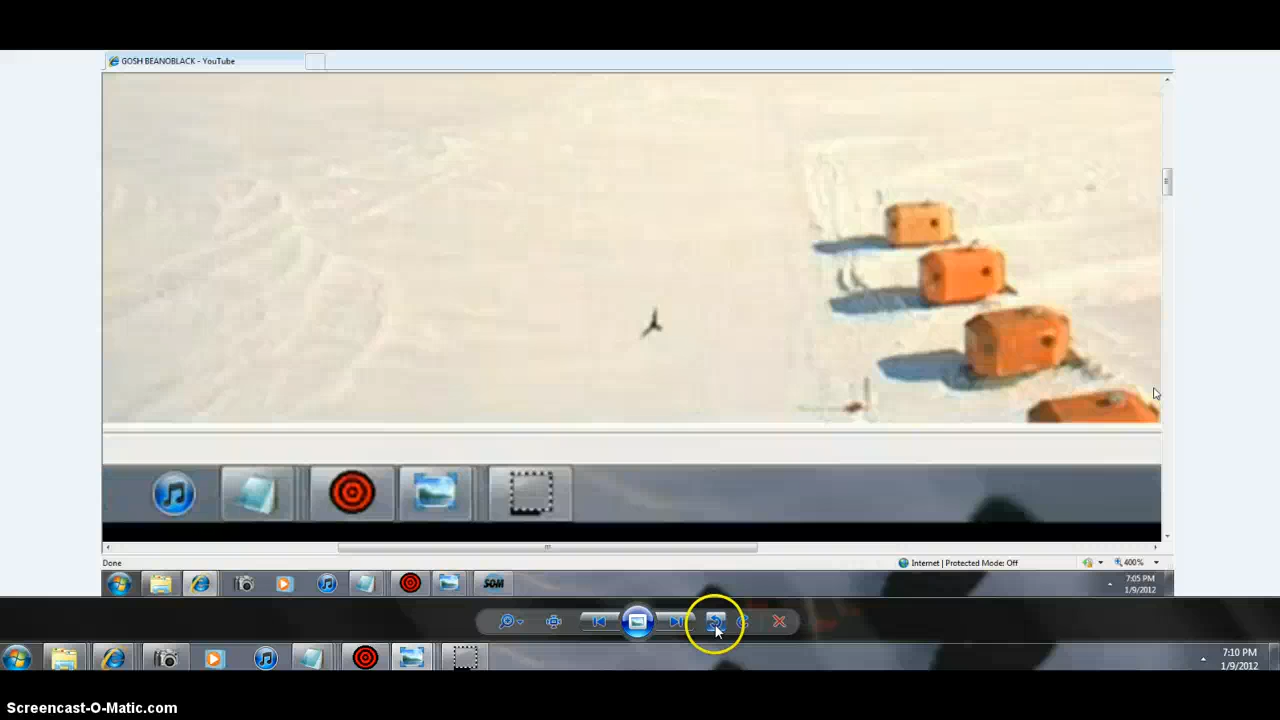 GOSH BEANOBLACK - YouTube
Done
Internet | Protected Mode: Off
400%
7:05 PM
1/9/2012
SOM
7:10 PM
1/9/2012
Screencast-O-Matic.com